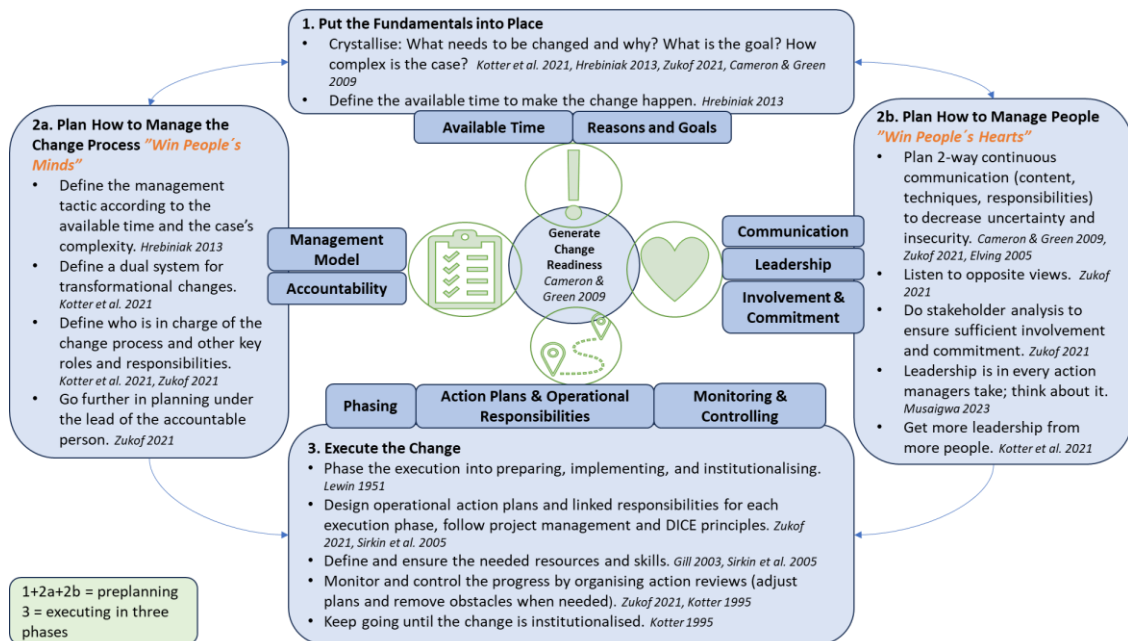 1. Put the Fundamentals into Place
• Crystallise: What needs to be changed and why? What is the goal? How
complex is the case? Kotter et al. 2021, Hrebiniak 2013, Zukof 2021, Cameron & Green
2009
• Define the available time to make the change happen. Hrebiniak 2013
Available Time
Reasons and Goals
2a. Plan How to Manage the
Change Process "Win People´s
Minds"
• Define the management
tactic according to the
available time and the case's
complexity. Hrebiniak 2013
• Define a dual system for
transformational changes.
Kotter et al. 2021
• Define who is in charge of the
change process and other key
roles and responsibilities.
Kotter et al. 2021, Zukof 2021
• Go further in planning under
the lead of the accountable
person. Zukof 2021
Management
Model
Accountability
Generate
Change
Readiness
Cameron
& Green
2009
Communication
Leadership
Involvement &
Commitment
2b. Plan How to Manage People
"Win People´s Hearts"
• Plan 2-way continuous
communication (content,
techniques, responsibilities)
to decrease uncertainty and
insecurity. Cameron & Green 2009,
Zukof 2021, Elving 2005
• Listen to opposite views. Zukof
2021
• Do stakeholder analysis to
ensure sufficient involvement
and commitment. Zukof 2021
• Leadership is in every action
managers take; think about it.
Musaigwa 2023
• Get more leadership from
more people. Kotter et al. 2021
Phasing
Action Plans & Operational
Responsibilities
Monitoring &
Controlling
3. Execute the Change
• Phase the execution into preparing, implementing, and institutionalising.
Lewin 1951
• Design operational action plans and linked responsibilities for each
execution phase, follow project management and DICE principles. Zukof
2021, Sirkin et al. 2005
• Define and ensure the needed resources and skills. Gill 2003, Sirkin et al. 2005
• Monitor and control the progress by organising action reviews (adjust
plans and remove obstacles when needed). Zukof 2021, Kotter 1995
• Keep going until the change is institutionalised. Kotter 1995
1+2a+2b = preplanning
3 = executing in three
phases